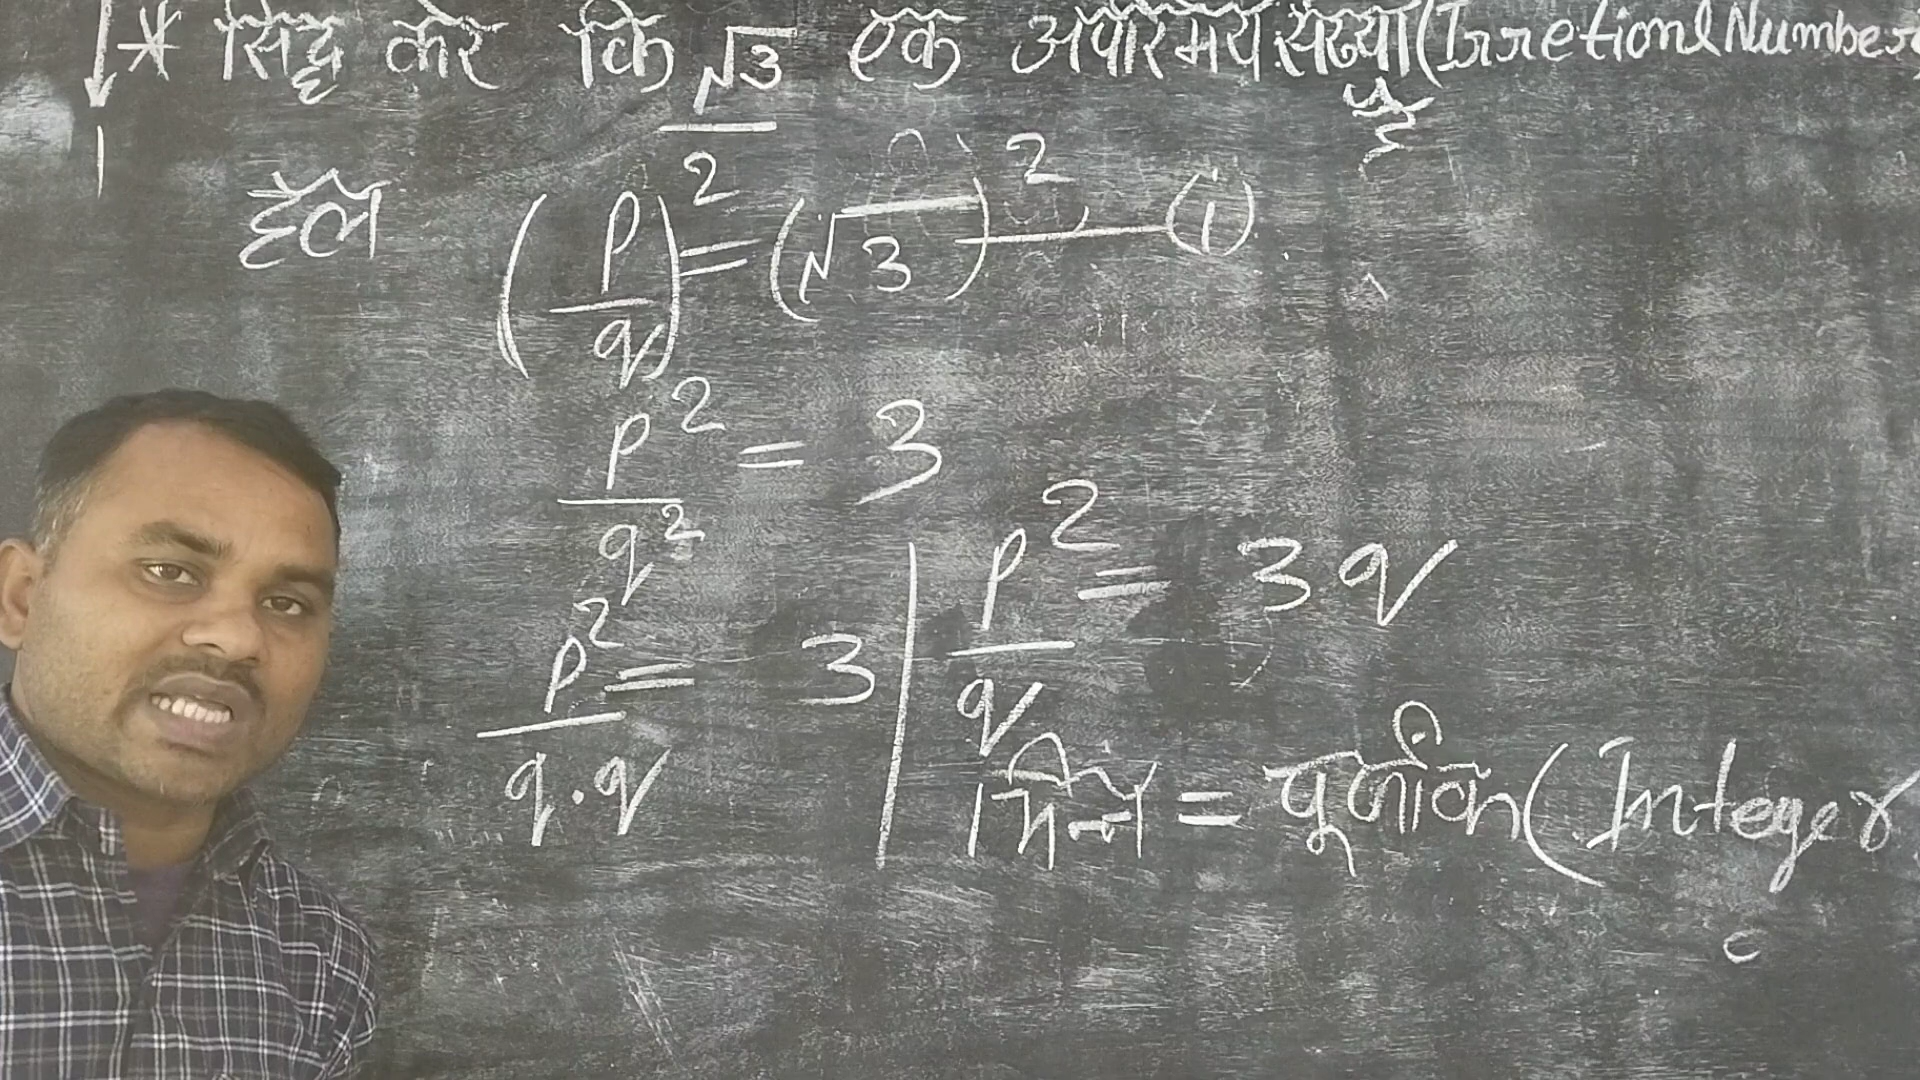 * सिद्ध करें कि √3 एक अपरिमेय संख्या (Irretionl Number) है
हल (p/q)² = (√3)² — (i)
p²/q² = 3
p²/q.q = 3
p²/q = 3q
भिन्न = पूर्णांक (Integer